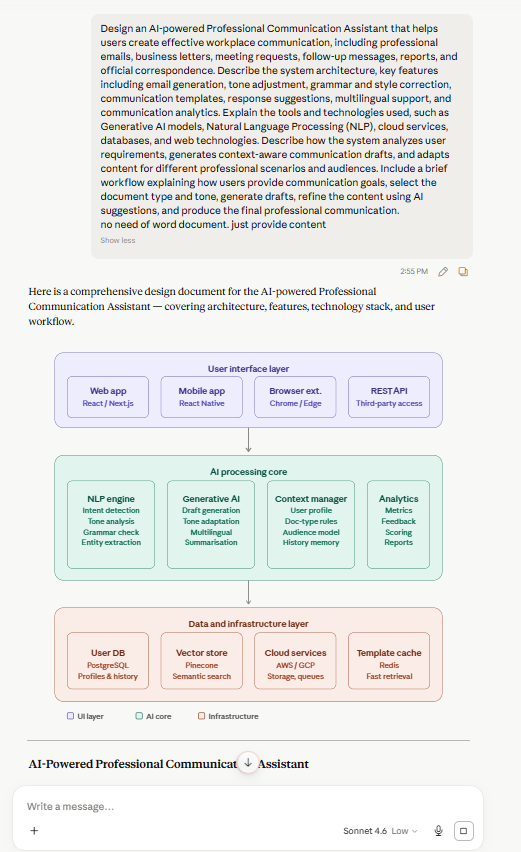 Design an AI-powered Professional Communication Assistant that helps
users create effective workplace communication, including professional
emails, business letters, meeting requests, follow-up messages, reports, and
official correspondence. Describe the system architecture, key features
including email generation, tone adjustment, grammar and style correction,
communication templates, response suggestions, multilingual support, and
communication analytics. Explain the tools and technologies used, such as
Generative AI models, Natural Language Processing (NLP), cloud services,
databases, and web technologies. Describe how the system analyzes user
requirements, generates context-aware communication drafts, and adapts
content for different professional scenarios and audiences. Include a brief
workflow explaining how users provide communication goals, select the
document type and tone, generate drafts, refine the content using AI
suggestions, and produce the final professional communication.
no need of word document. just provide content
Show less
2:55 PM
Here is a comprehensive design document for the AI-powered Professional
Communication Assistant — covering architecture, features, technology stack, and user
workflow.
User interface layer
Web app
React / Next.js
Mobile app
React Native
Browser ext.
Chrome / Edge
REST API
Third-party access
AI processing core
NLP engine
Intent detection
Tone analysis
Grammar check
Entity extraction
Generative AI
Draft generation
Tone adaptation
Multilingual
Summarisation
Context manager
User profile
Doc-type rules
Audience model
History memory
Analytics
Metrics
Feedback
Scoring
Reports
Data and infrastructure layer
User DB
PostgreSQL
Profiles & history
Vector store
Pinecone
Semantic search
Cloud services
AWS / GCP
Storage, queues
Template cache
Redis
Fast retrieval
UI layer
AI core
Infrastructure
AI-Powered Professional Communicat Assistant
Write a message...
Sonnet 4.6 Low